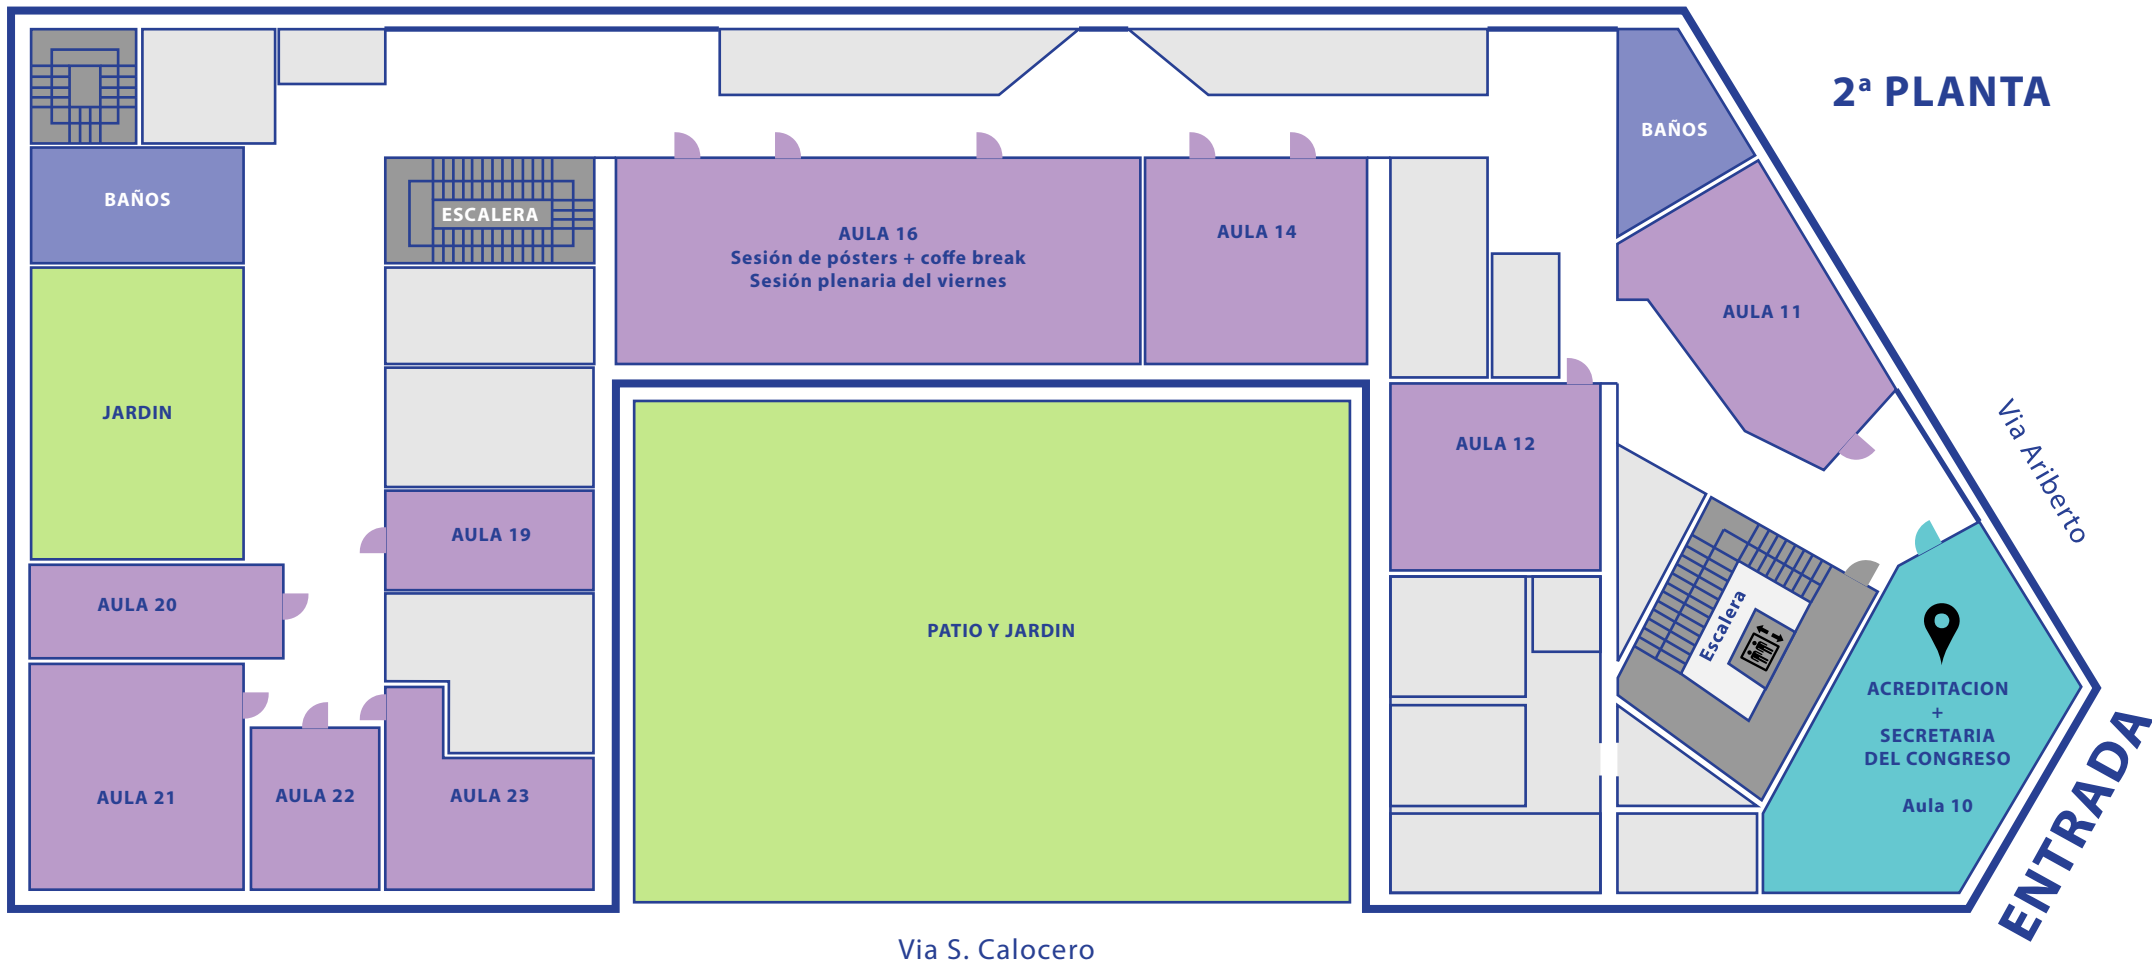 2ª PLANTA
BAÑOS
BAÑOS
ESCALERA
AULA 16
Sesión de pósters + coffe break
Sesión plenaria del viernes
AULA 14
AULA 11
JARDIN
AULA 12
Via Ariberto
AULA 19
AULA 20
PATIO Y JARDIN
Escalera
ACREDITACION
+
SECRETARIA
DEL CONGRESO
Aula 10
AULA 21
AULA 22
AULA 23
ENTRADA
Via S. Calocero